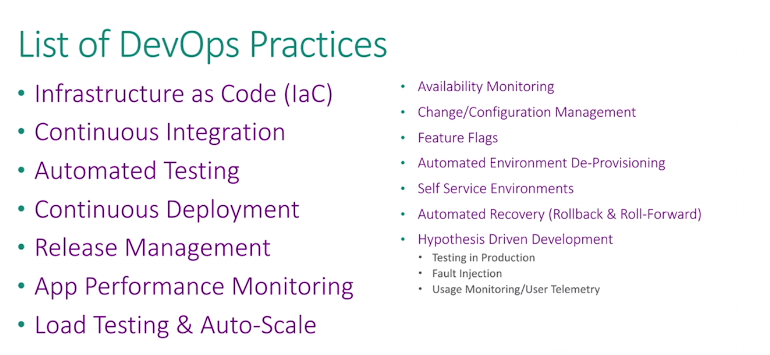 List of DevOps Practices
• Infrastructure as Code (IaC)
• Continuous Integration
• Automated Testing
• Continuous Deployment
• Release Management
• App Performance Monitoring
• Load Testing & Auto-Scale
• Availability Monitoring
• Change/Configuration Management
• Feature Flags
• Automated Environment De-Provisioning
• Self Service Environments
• Automated Recovery (Rollback & Roll-Forward)
• Hypothesis Driven Development
• Testing in Production
• Fault Injection
• Usage Monitoring/User Telemetry